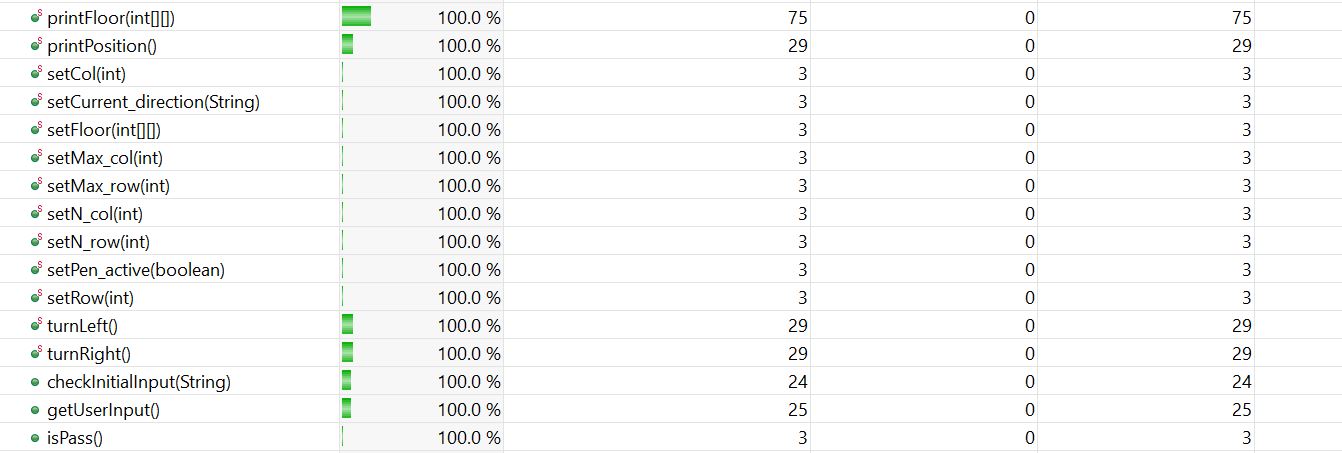 printFloor(int[][]) 100.0 % 75 0 75
printPosition() 100.0 % 29 0 29
setCol(int) 100.0 % 3 0 3
setCurrent_direction(String) 100.0 % 3 0 3
setFloor(int[][]) 100.0 % 3 0 3
setMax_col(int) 100.0 % 3 0 3
setMax_row(int) 100.0 % 3 0 3
setN_col(int) 100.0 % 3 0 3
setN_row(int) 100.0 % 3 0 3
setPen_active(boolean) 100.0 % 3 0 3
setRow(int) 100.0 % 3 0 3
turnLeft() 100.0 % 29 0 29
turnRight() 100.0 % 29 0 29
checkInitialInput(String) 100.0 % 24 0 24
getUserInput() 100.0 % 25 0 25
isPass() 100.0 % 3 0 3